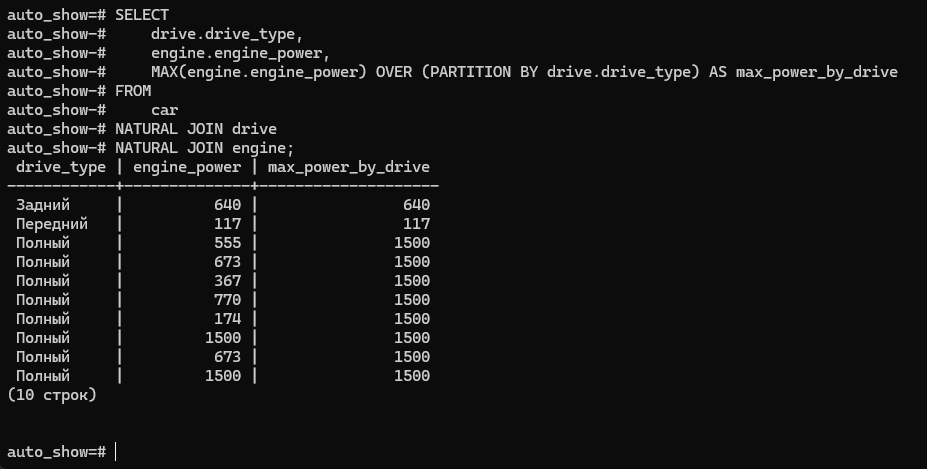 auto_show=# SELECT
auto_show-#     drive.drive_type,
auto_show-#     engine.engine_power,
auto_show-#     MAX(engine.engine_power) OVER (PARTITION BY drive.drive_type) AS max_power_by_drive
auto_show-# FROM
auto_show-#     car
auto_show-# NATURAL JOIN drive
auto_show-# NATURAL JOIN engine;
 drive_type | engine_power | max_power_by_drive
------------+--------------+--------------------
 Задний     |          640 |                640
 Передний   |          117 |                117
 Полный     |          555 |               1500
 Полный     |          673 |               1500
 Полный     |          367 |               1500
 Полный     |          770 |               1500
 Полный     |          174 |               1500
 Полный     |         1500 |               1500
 Полный     |          673 |               1500
 Полный     |         1500 |               1500
(10 строк)
auto_show=#